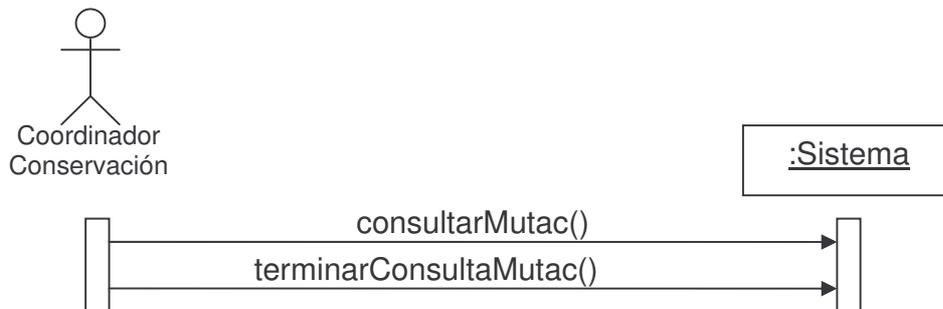 Coordinador
Conservación
:Sistema
consultarMutac()
terminarConsultaMutac()